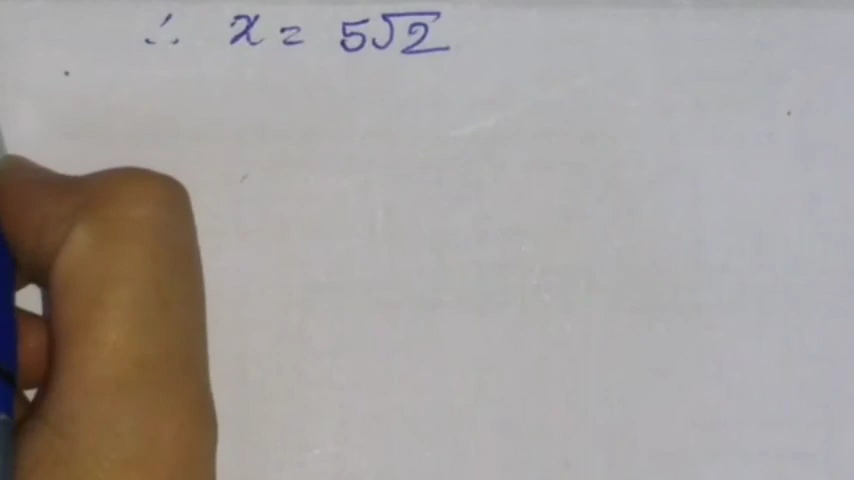 ∴ x = 5√2